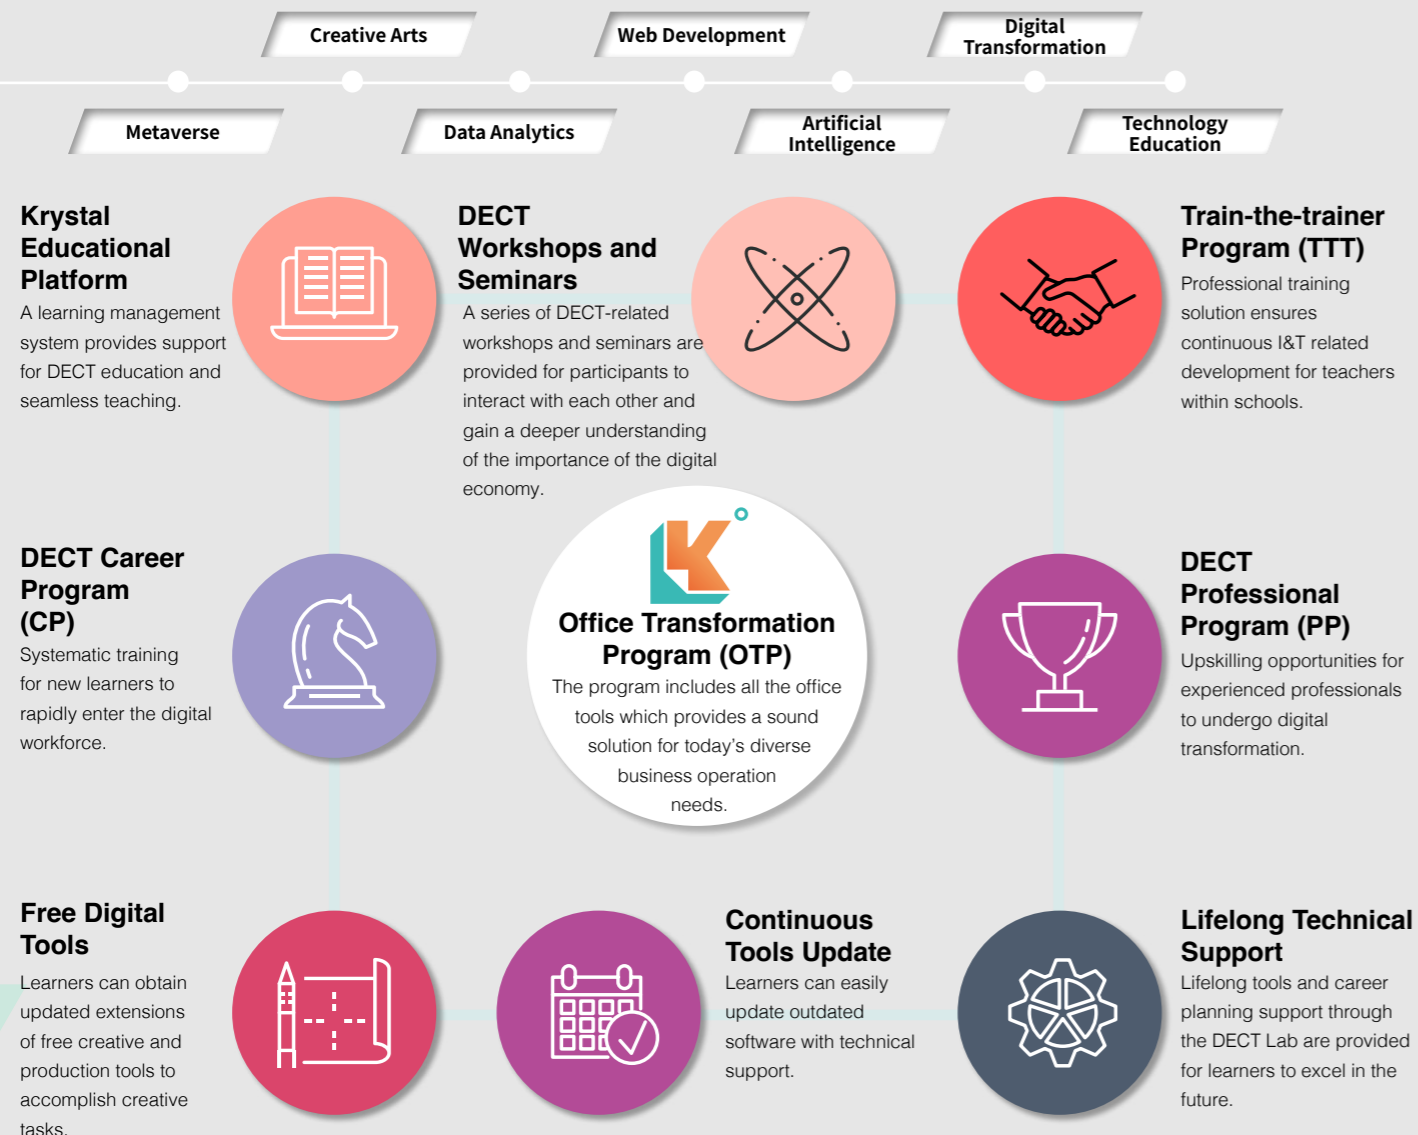 Creative Arts
Web Development
Digital
Transformation
Metaverse
Data Analytics
Artificial
Intelligence
Technology
Education
Krystal
Educational
Platform
A learning management
system provides support
for DECT education and
seamless teaching.
DECT
Workshops and
Seminars
A series of DECT-related
workshops and seminars are
provided for participants to
interact with each other and
gain a deeper understanding
of the importance of the digital
economy.
Train-the-trainer
Program (TTT)
Professional training
solution ensures
continuous I&T related
development for teachers
within schools.
DECT Career
Program
(CP)
Systematic training
for new learners to
rapidly enter the digital
workforce.
K
Office Transformation
Program (OTP)
The program includes all the office
tools which provides a sound
solution for today's diverse
business operation
needs.
DECT
Professional
Program (PP)
Upskilling opportunities for
experienced professionals
to undergo digital
transformation.
Free Digital
Tools
Learners can obtain
updated extensions
of free creative and
production tools to
accomplish creative
tasks.
Continuous
Tools Update
Learners can easily
update outdated
software with technical
support.
Lifelong Technical
Support
Lifelong tools and career
planning support through
the DECT Lab are provided
for learners to excel in the
future.